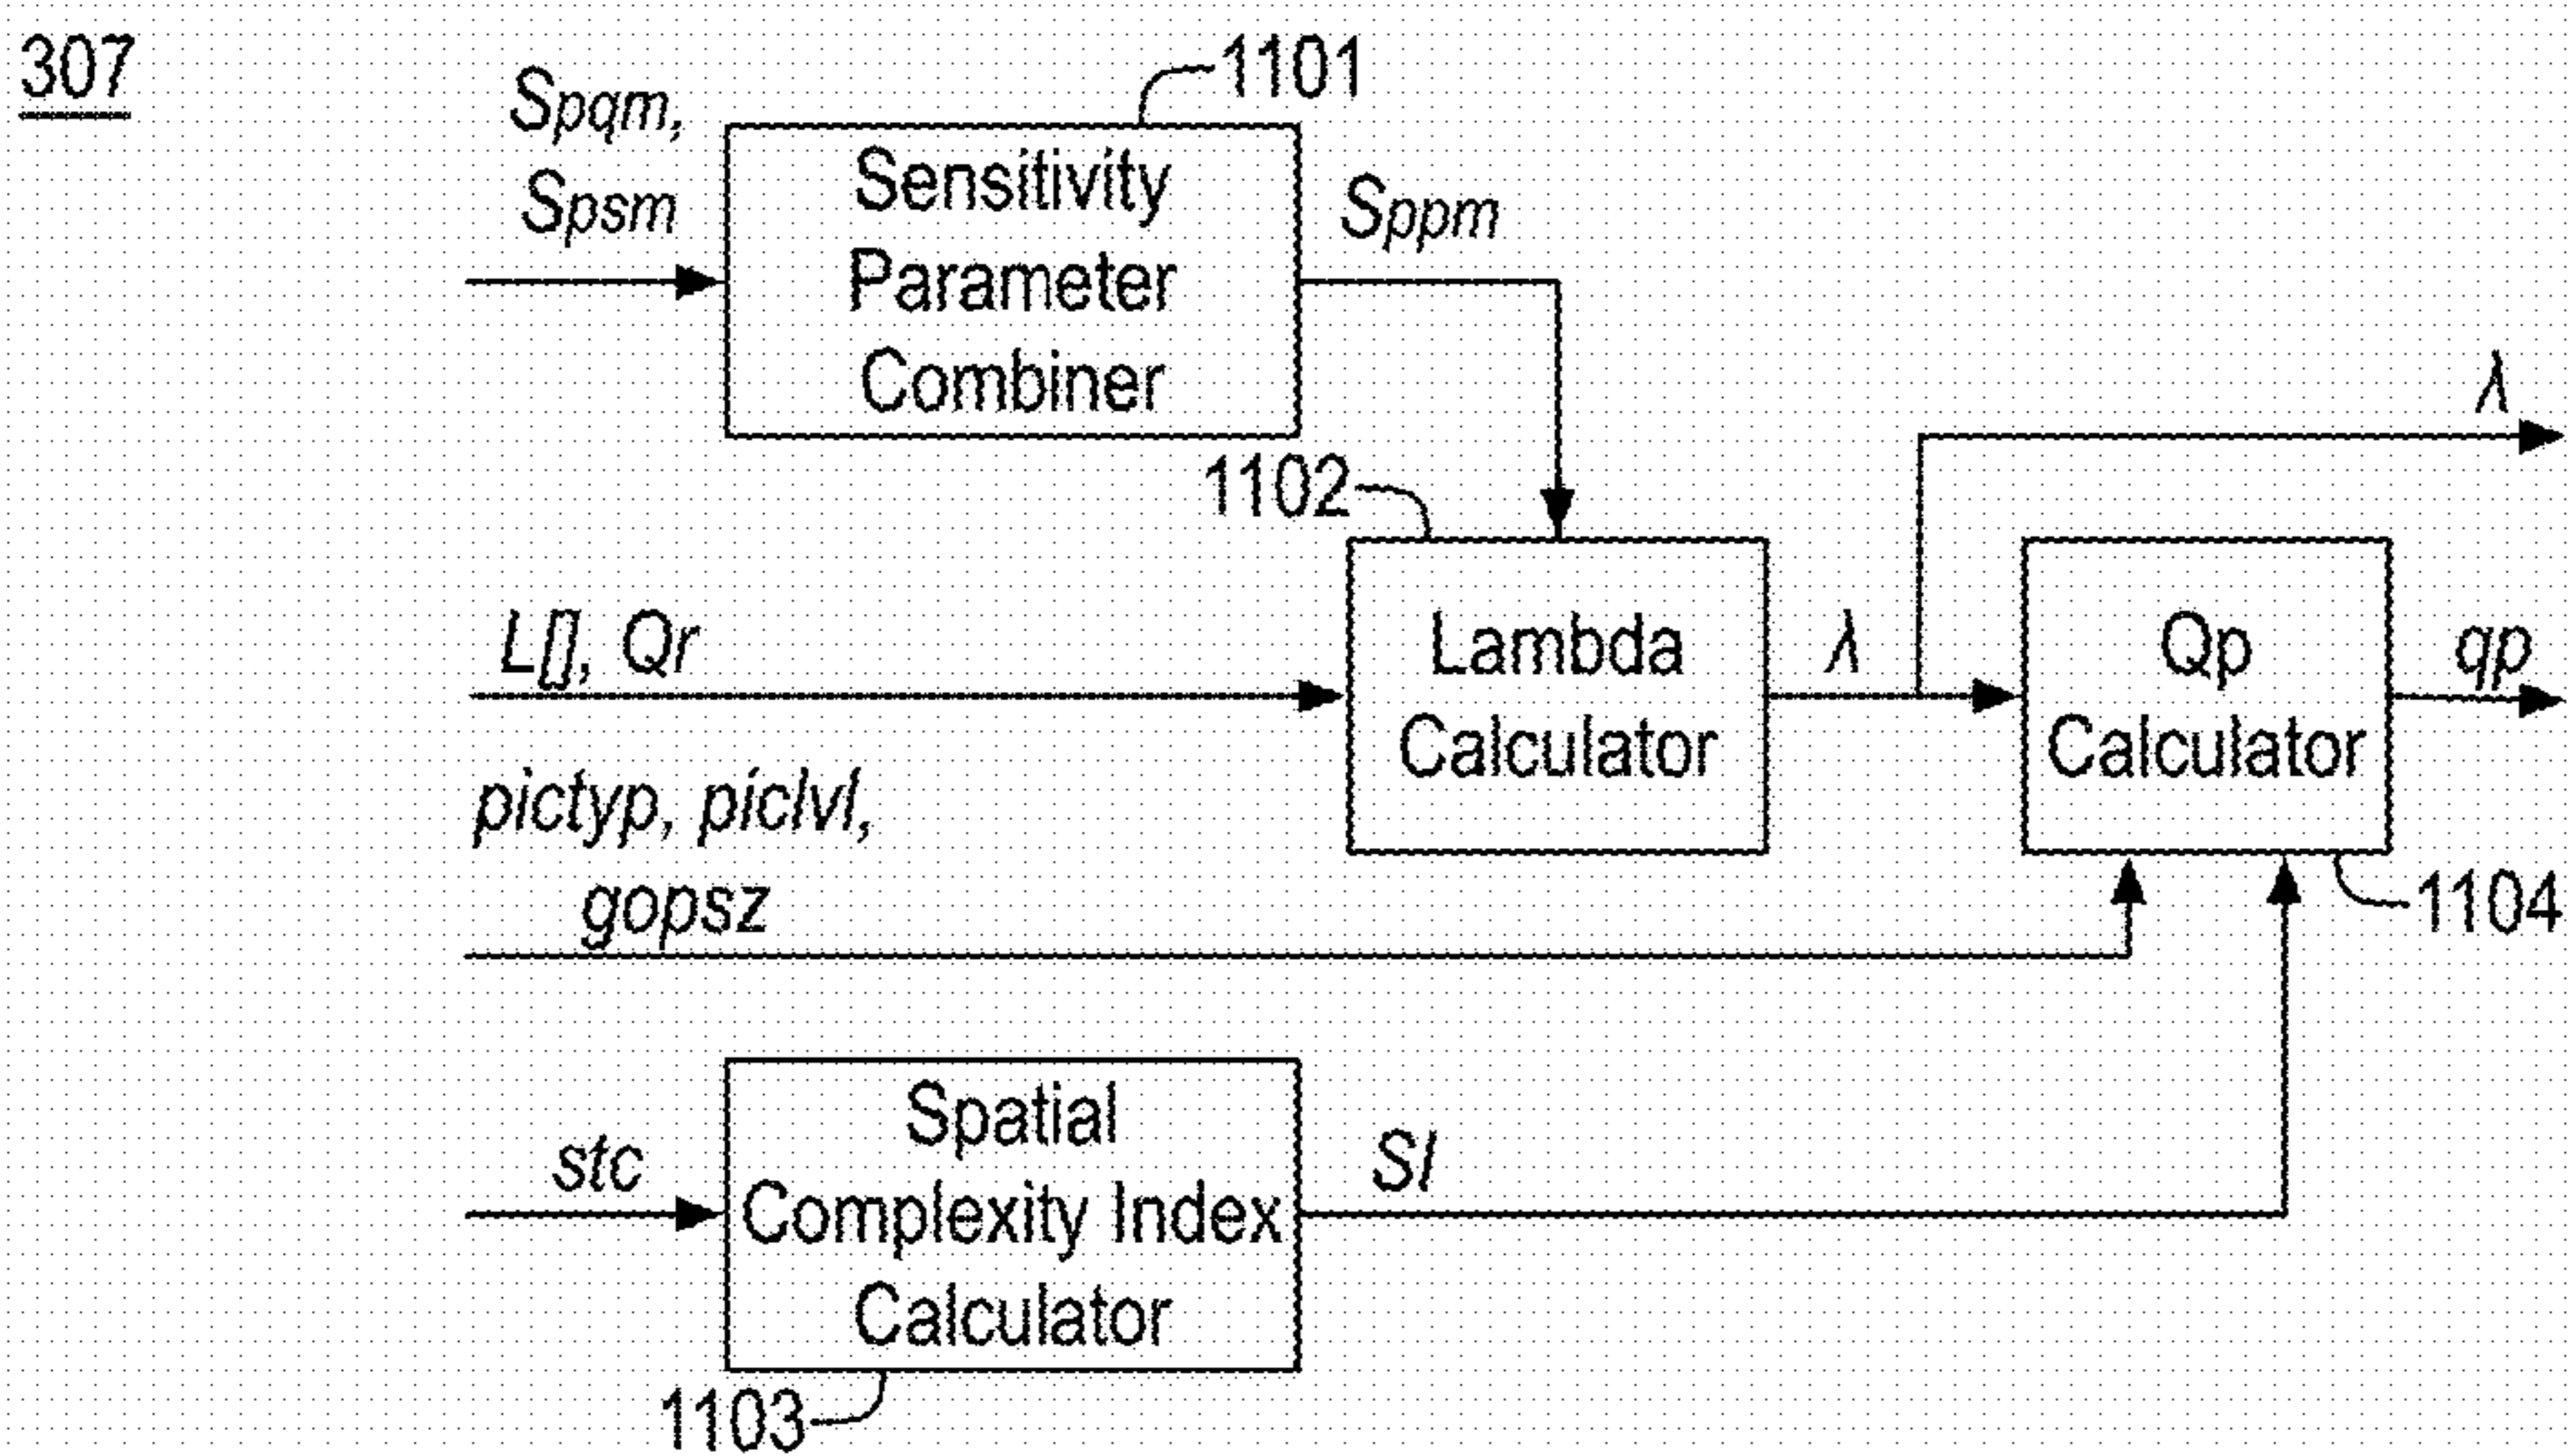 307
1101
Spqm,
Spsm
Sensitivity
Parameter
Combiner
Sppm
λ
1102
L[], Qr
Lambda
Calculator
λ
Qp
Calculator
qp
pictyp, piclvl,
gopsz
1104
stc
Spatial
Complexity Index
Calculator
SI
1103